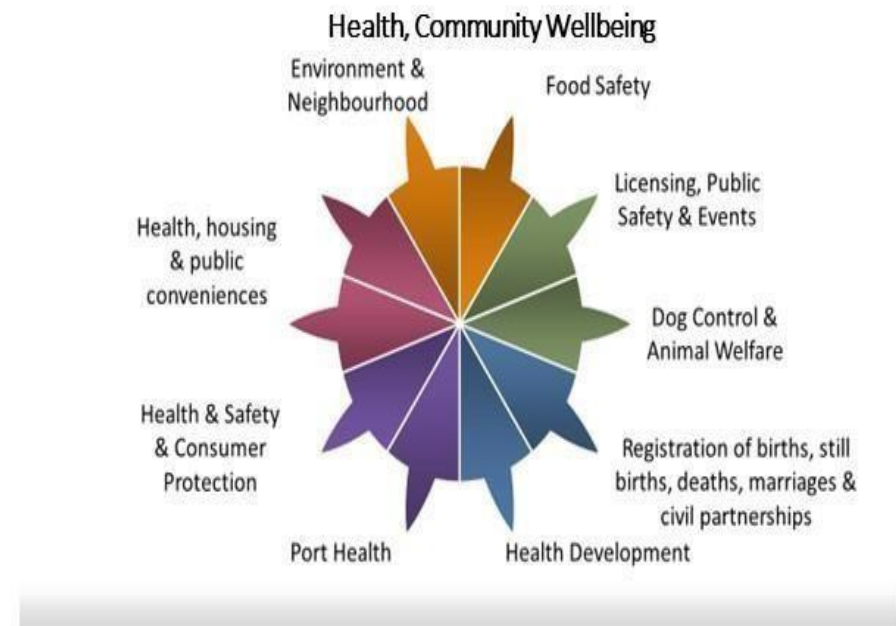 Health, Community Wellbeing
Environment &
Neighbourhood
Food Safety
Licensing, Public
Safety & Events
Health, housing
& public
conveniences
Dog Control &
Animal Welfare
Health & Safety
& Consumer
Protection
Registration of births, still
births, deaths, marriages &
civil partnerships
Port Health
Health Development